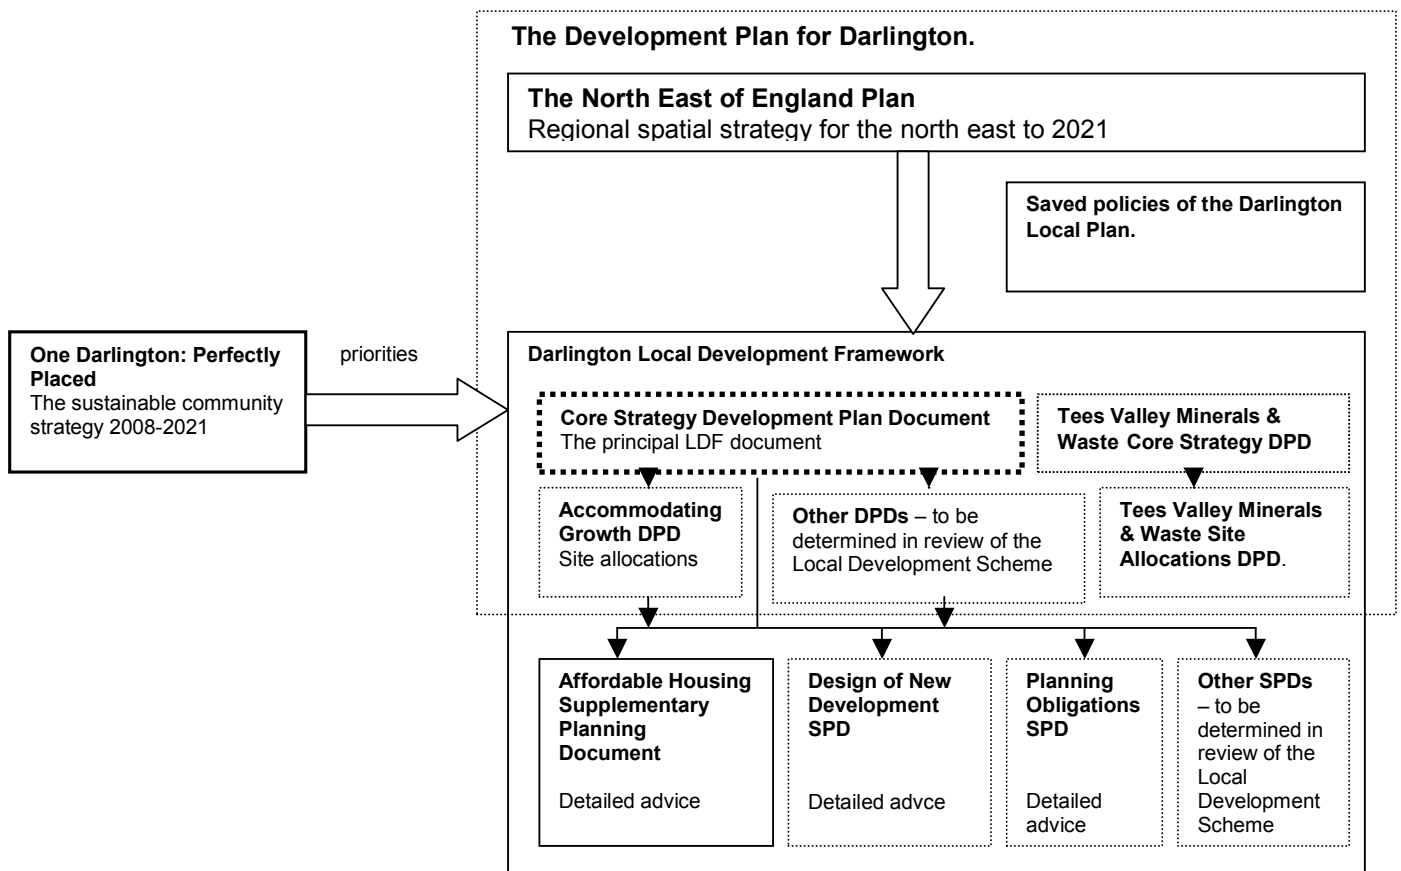 The Development Plan for Darlington.
The North East of England Plan
Regional spatial strategy for the north east to 2021
Saved policies of the Darlington
Local Plan.
One Darlington: Perfectly
Placed
The sustainable community
strategy 2008-2021
priorities
Darlington Local Development Framework
Core Strategy Development Plan Document
The principal LDF document
Tees Valley Minerals &
Waste Core Strategy DPD
Accommodating
Growth DPD
Site allocations
Other DPDs – to be
determined in review of the
Local Development Scheme
Tees Valley Minerals
& Waste Site
Allocations DPD.
Affordable Housing
Supplementary
Planning
Document
Detailed advice
Design of New
Development
SPD
Detailed advce
Planning
Obligations
SPD
Detailed
advice
Other SPDs
– to be
determined in
review of the
Local
Development
Scheme